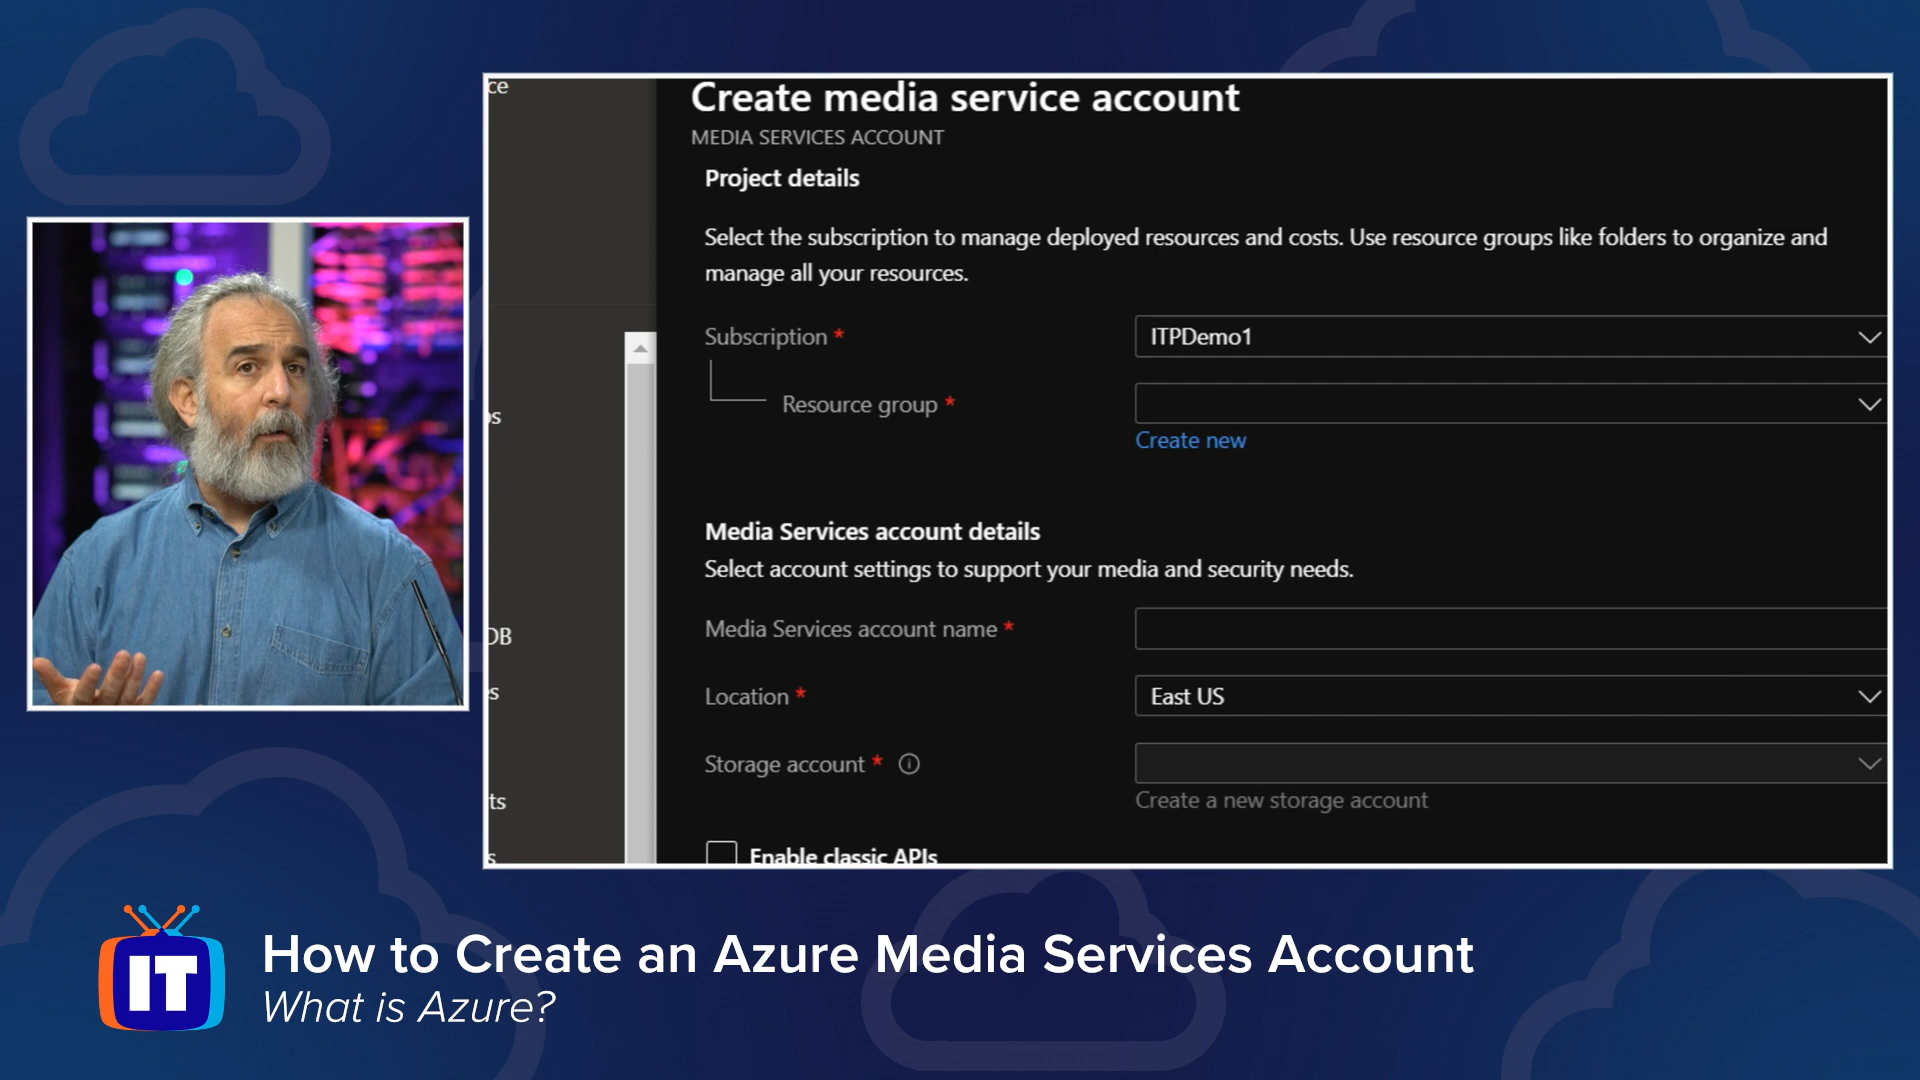 ce
Create media service account
MEDIA SERVICES ACCOUNT
Project details
Select the subscription to manage deployed resources and costs. Use resource groups like folders to organize and
manage all your resources.
Subscription *
ITPDemo1
Resource group *
Create new
ps
Media Services account details
Select account settings to support your media and security needs.
Media Services account name *
DB
s
Location *
East US
Storage account *
Create a new storage account
ts
s
Enable classic APIs
IT
How to Create an Azure Media Services Account
What is Azure?